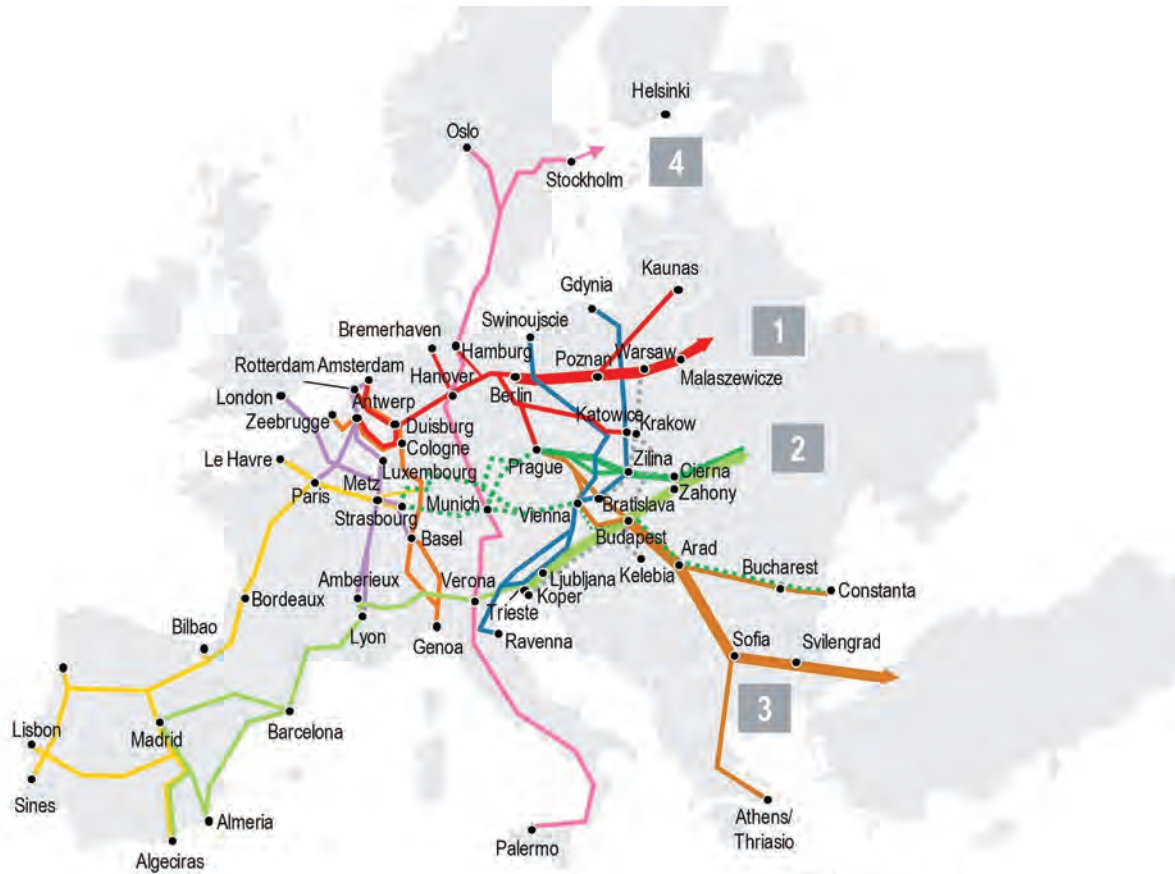 Helsinki
Oslo
4
Stockholm
Kaunas
Gdynia
Swinoujscie
1
Bremerhaven
Hamburg
Poznan
Warsaw
Rotterdam
Amsterdam
Hanover
Malaszewicze
London
Berlin
Antwerp
Zeebrugge
Katowice
Duisburg
Krakow
Cologne
2
Le Havre
Luxembourg
Prague
Zilina
Cierna
Paris
Metz
Zahony
Munich
Strasbourg
Vienna
Bratislava
Basel
Budapest
Arad
Bucharest
Amberieux
Verona
Ljubljana
Kelebia
Constanta
Bordeaux
Trieste
Koper
Bilbao
Lyon
Genoa
Ravenna
Sofia
Svilengrad
3
Lisbon
Madrid
Barcelona
Sines
Almeria
Athens/
Thriasio
Palermo
Algeciras